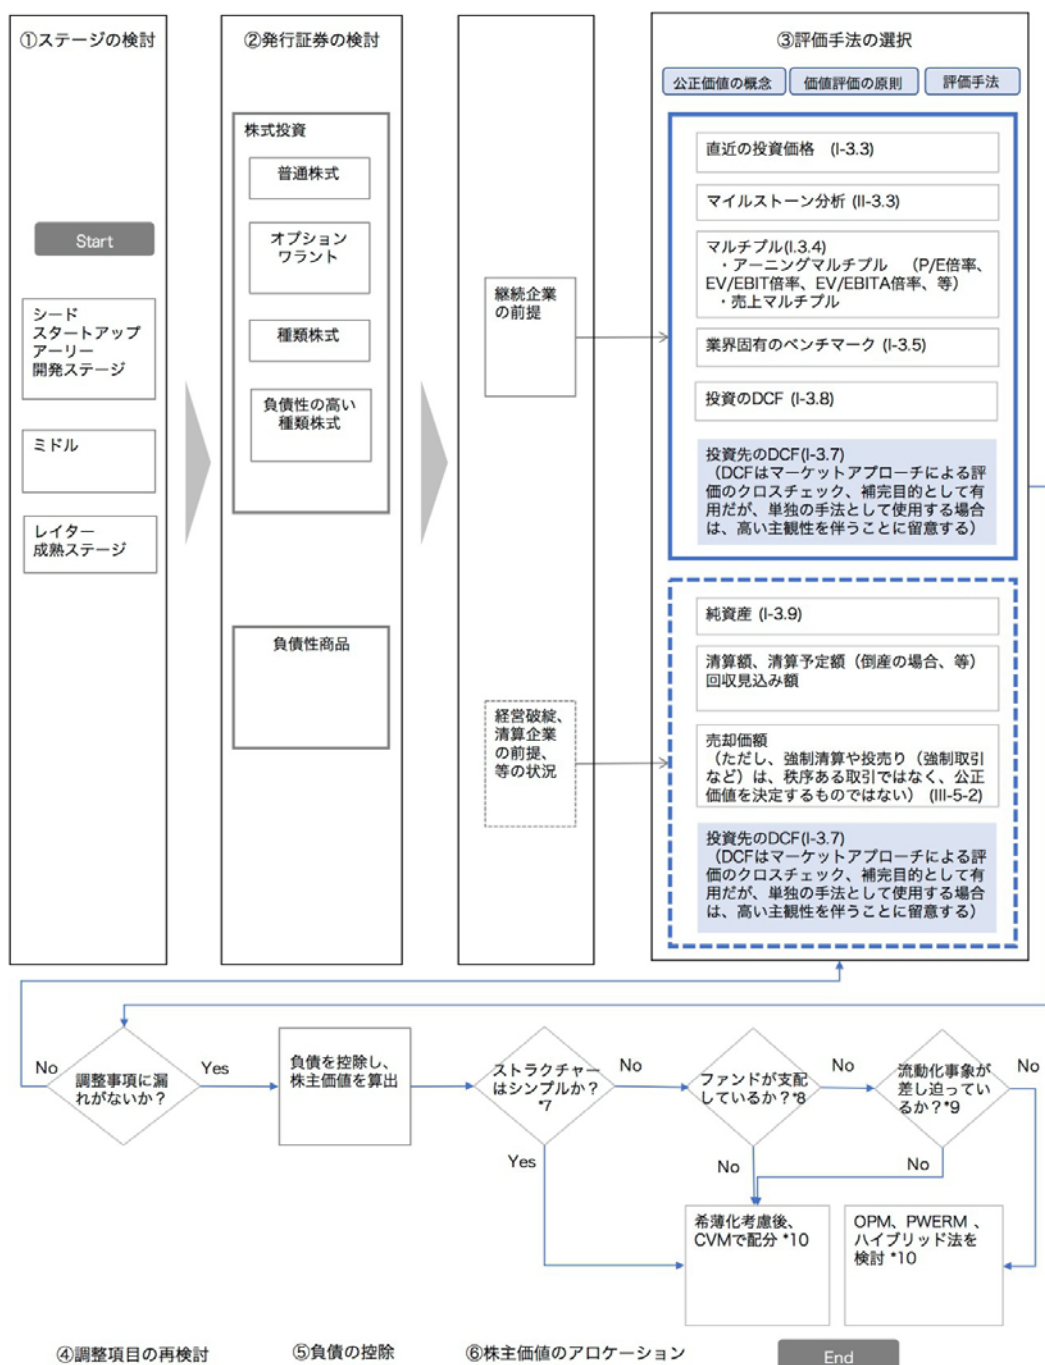 ①ステージの検討
Start
シード
スタートアップ
アーリー
開発ステージ
ミドル
レイター
成熟ステージ
②発行証券の検討
株式投資
普通株式
オプション
ワラント
種類株式
負債性の高い
種類株式
負債性商品
継続企業
の前提
経営破綻、
清算企業
の前提、
等の状況
③評価手法の選択
公正価値の概念
価値評価の原則
評価手法
直近の投資価格 (I-3.3)
マイルストーン分析 (II-3.3)
マルチプル(I.3.4)
・アーニングマルチプル （P/E倍率、
EV/EBIT倍率、EV/EBITA倍率、等）
・売上マルチプル
業界固有のベンチマーク (I-3.5)
投資のDCF (I-3.8)
投資先のDCF(I-3.7)
（DCFはマーケットアプローチによる評
価のクロスチェック、補完目的として有
用だが、単独の手法として使用する場合
は、高い主観性を伴うことに留意する）
純資産 (I-3.9)
清算額、清算予定額（倒産の場合、等）
回収見込み額
売却価額
（ただし、強制清算や投売り（強制取引
など）は、秩序ある取引ではなく、公正
価値を決定するものではない） (III-5-2)
投資先のDCF(I-3.7)
（DCFはマーケットアプローチによる評
価のクロスチェック、補完目的として有
用だが、単独の手法として使用する場合
は、高い主観性を伴うことに留意する）
No
調整事項に漏
れがないか？
Yes
負債を控除し、
株主価値を算出
ストラクチャー
はシンプルか？
*7
No
Yes
ファンドが支配
しているか？*8
No
No
流動化事象が
差し迫ってい
るか？*9
No
No
希薄化考慮後、
CVMで配分 *10
OPM、PWERM 、
ハイブリッド法を
検討 *10
④調整項目の再検討
⑤負債の控除
⑥株主価値のアロケーション
End